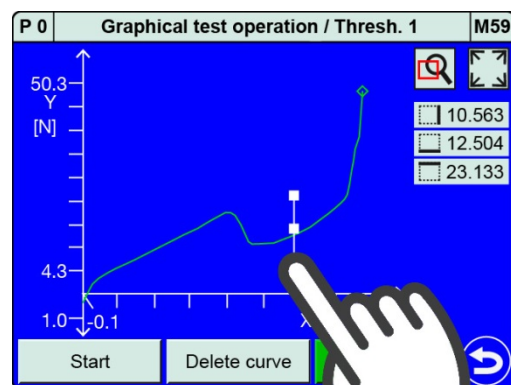 P 0 Graphical test operation / Thresh. 1 M59
50.3
Y
[N]
10.563
12.504
23.133
4.3
1.0 -0.1 X
Start Delete curve